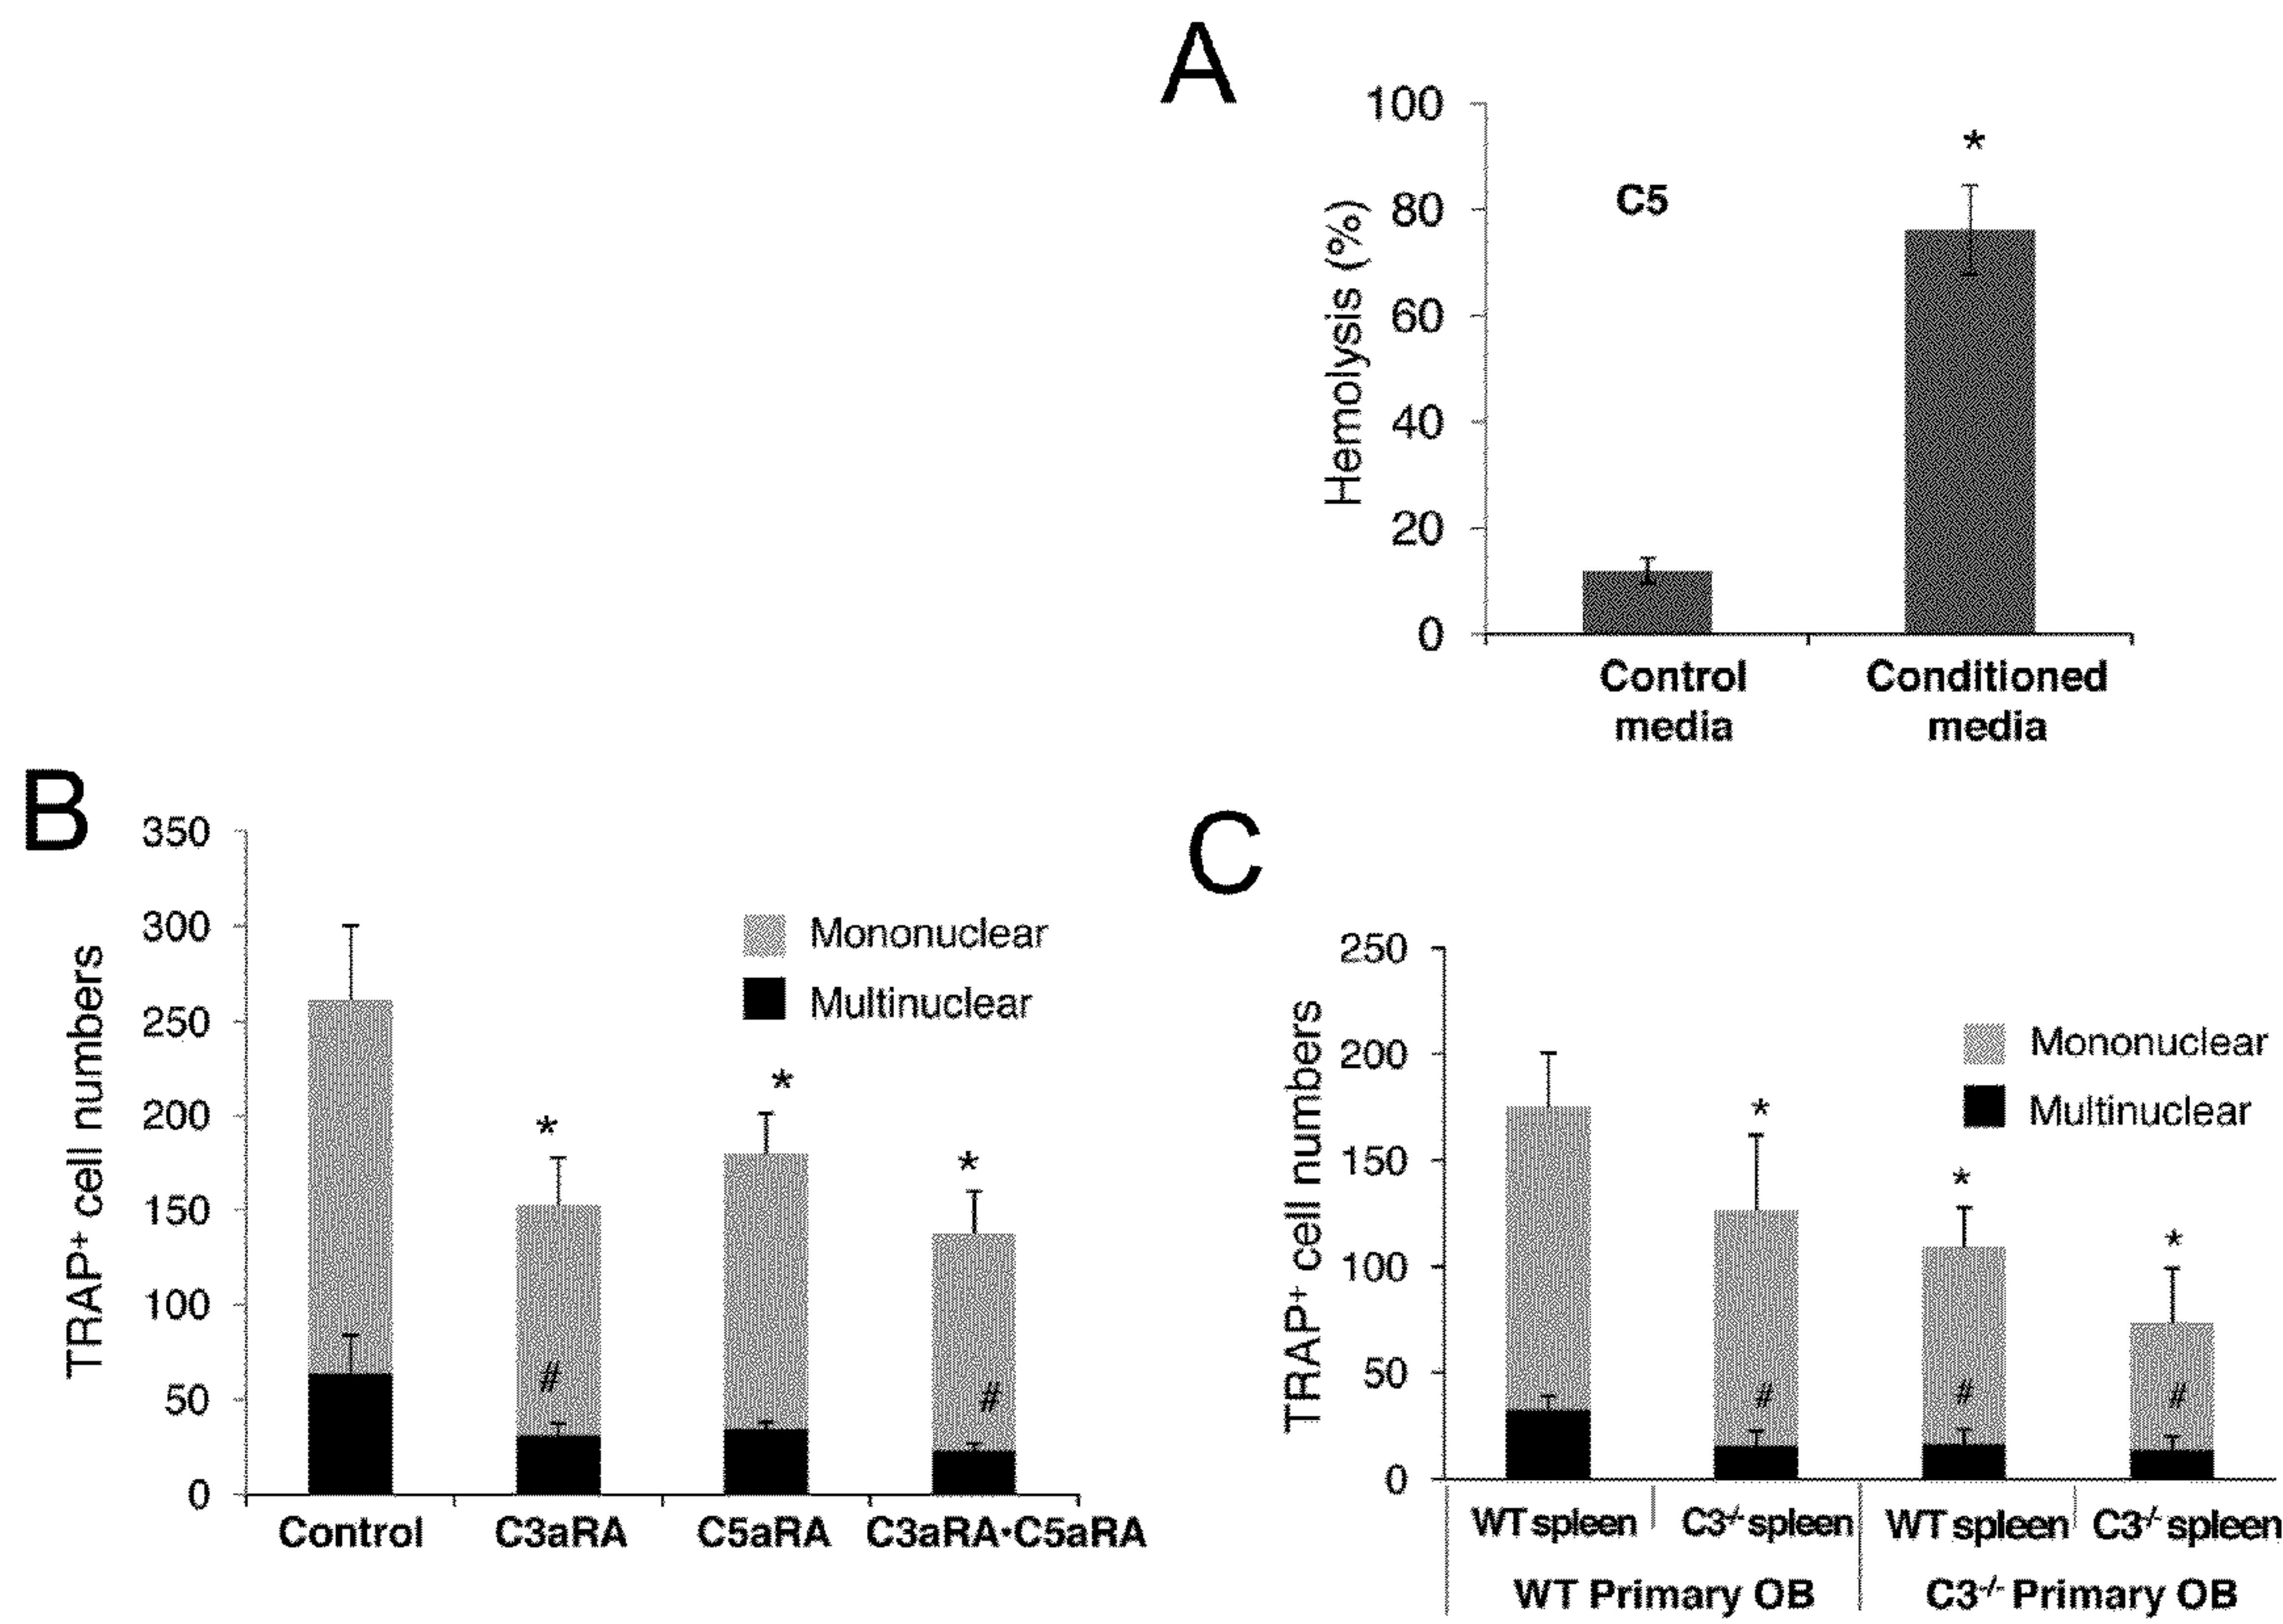 A
100
80
60
40
20
0
Hemolysis (%)
C5
*
Control media
Conditioned media
B
350
300
250
200
150
100
50
0
TRAP+ cell numbers
Mononuclear
Multinuclear
*
*
*
#
#
Control
C3aRA
C5aRA
C3aRA•C5aRA
C
250
200
150
100
50
0
TRAP+ cell numbers
Mononuclear
Multinuclear
*
*
*
#
#
#
WT spleen
C3-/- spleen
WT spleen
C3-/- spleen
WT Primary OB
C3-/- Primary OB